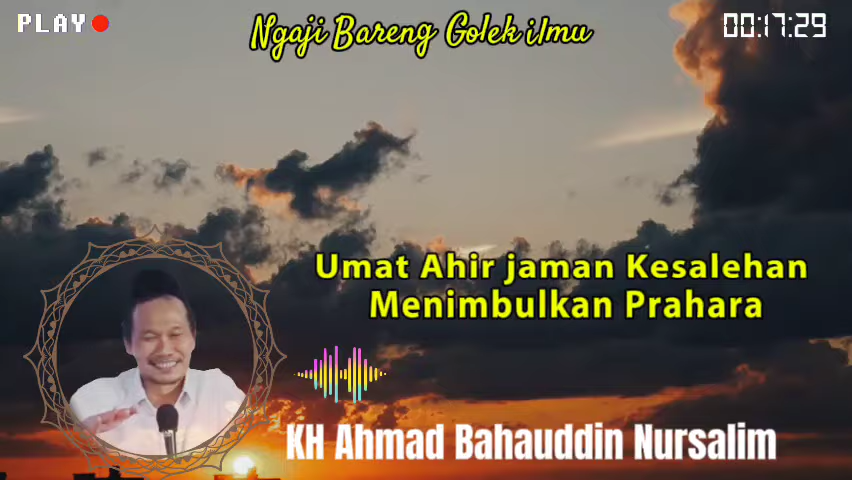 PLAY
00:17:29
Ngaji Bareng Golek ilmu
Umat Ahir jaman Kesalehan
Menimbulkan Prahara
KH Ahmad Bahauddin Nursalim